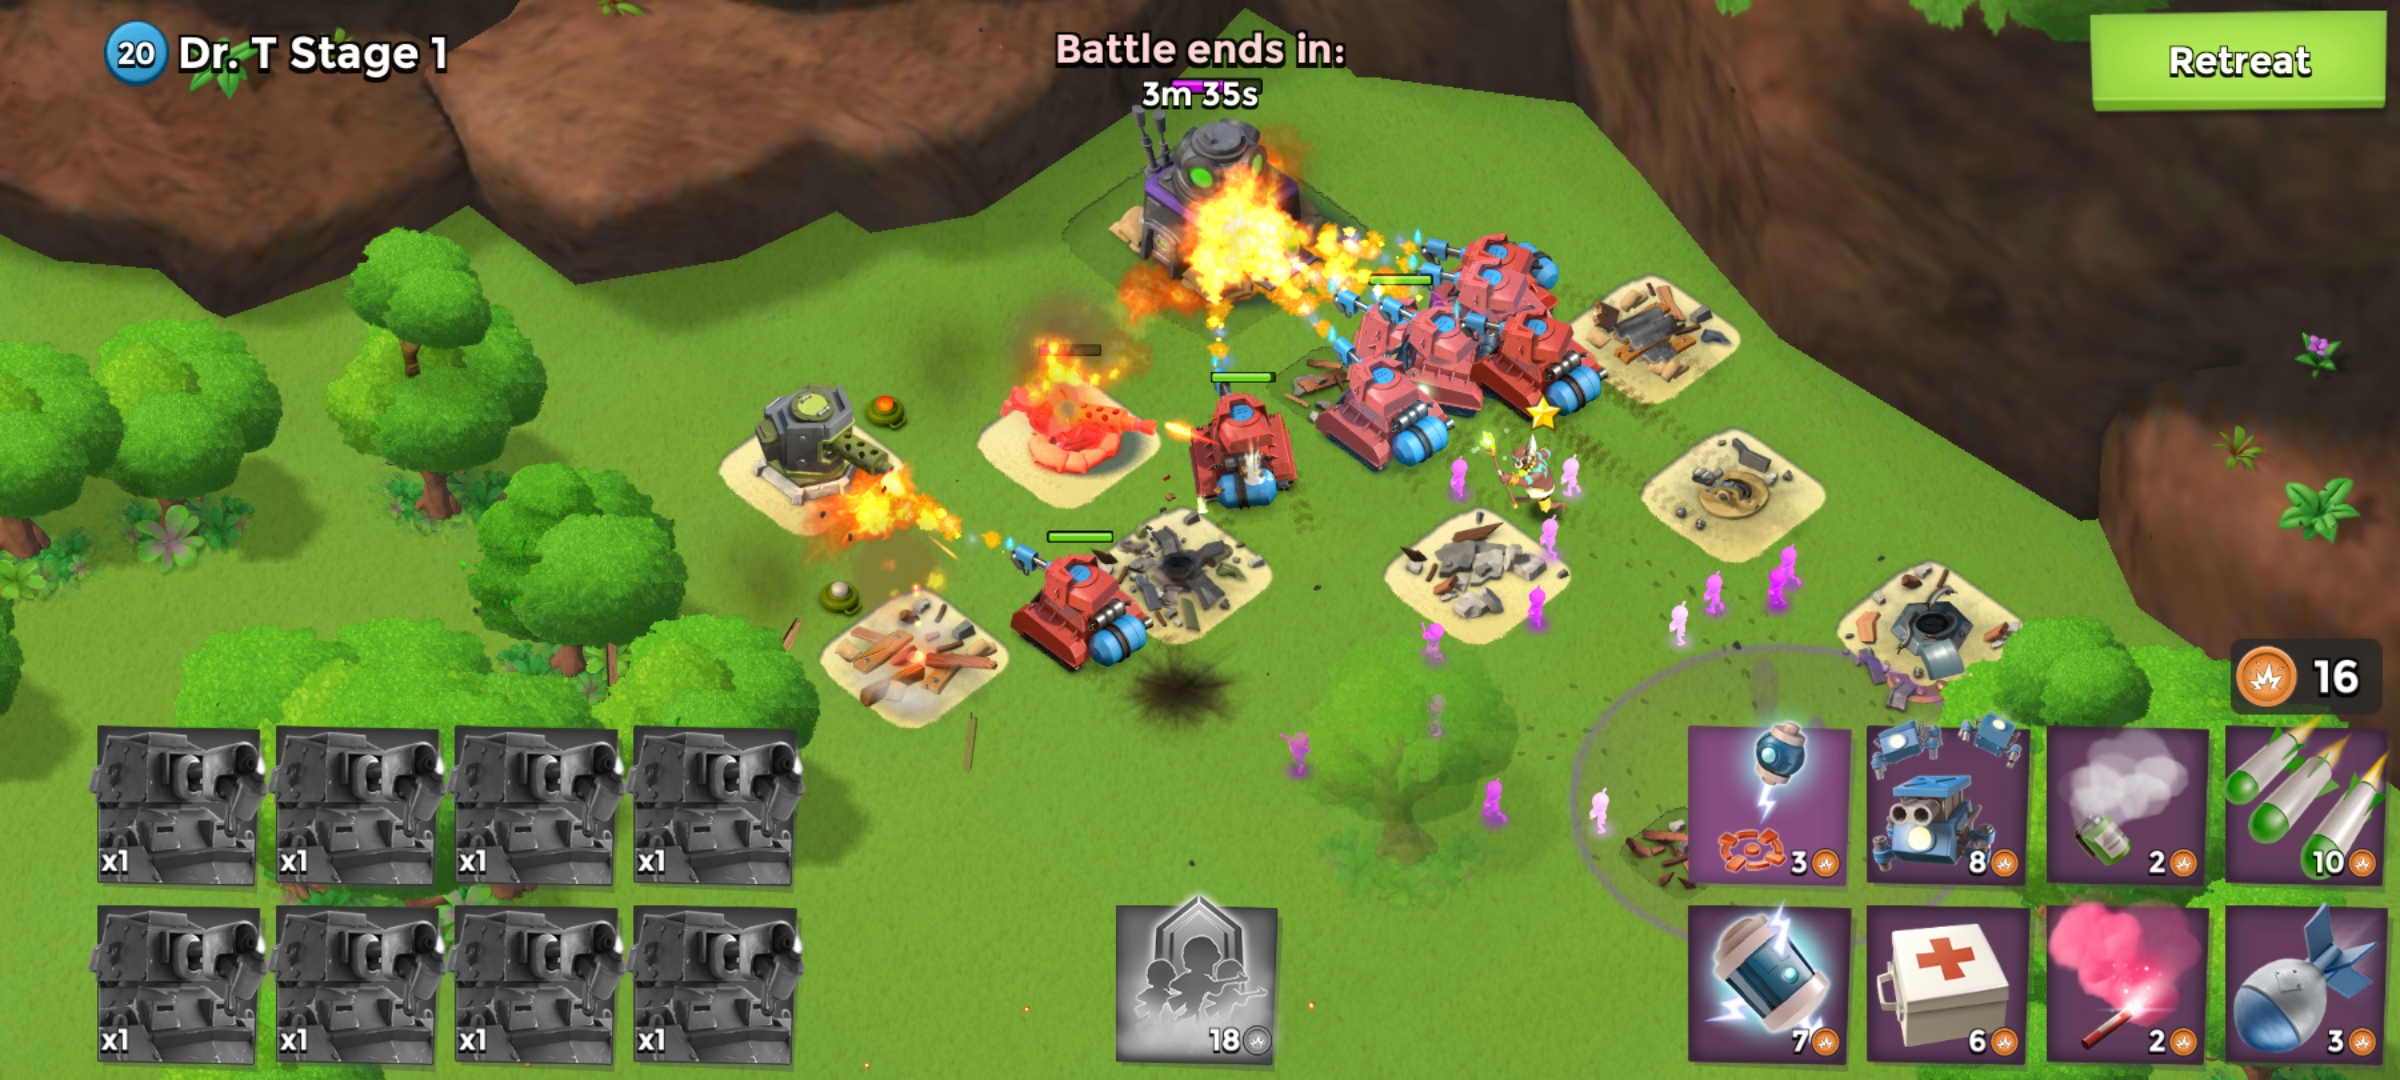 20 Dr. T Stage 1
Battle ends in:
3m 35s
Retreat
16
x1 x1 x1 x1
3 8 2 10
x1 x1 x1 x1
18
7 6 2 3